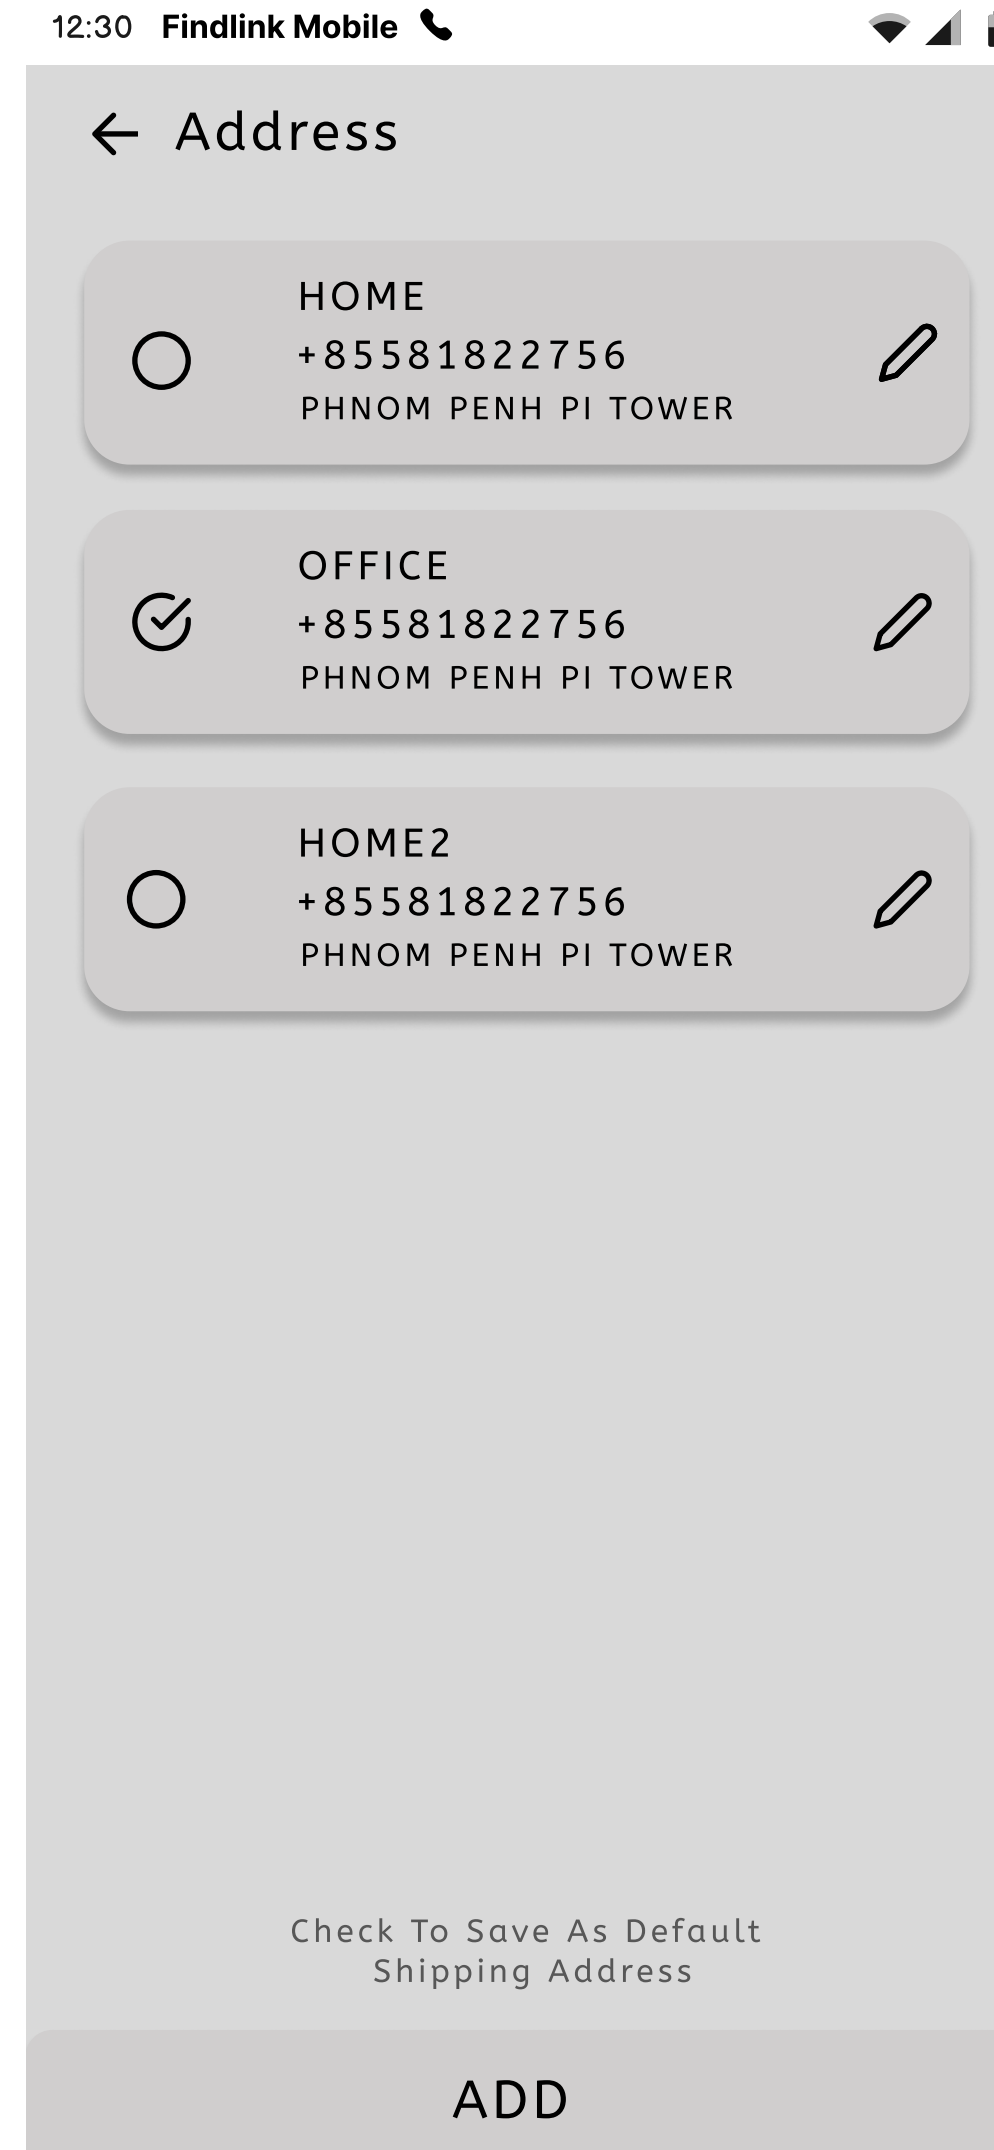 12:30 Findlink Mobile
Address
HOME
+85581822756
PHNOM PENH PI TOWER
OFFICE
+85581822756
PHNOM PENH PI TOWER
HOME2
+85581822756
PHNOM PENH PI TOWER
Check To Save As Default
Shipping Address
ADD